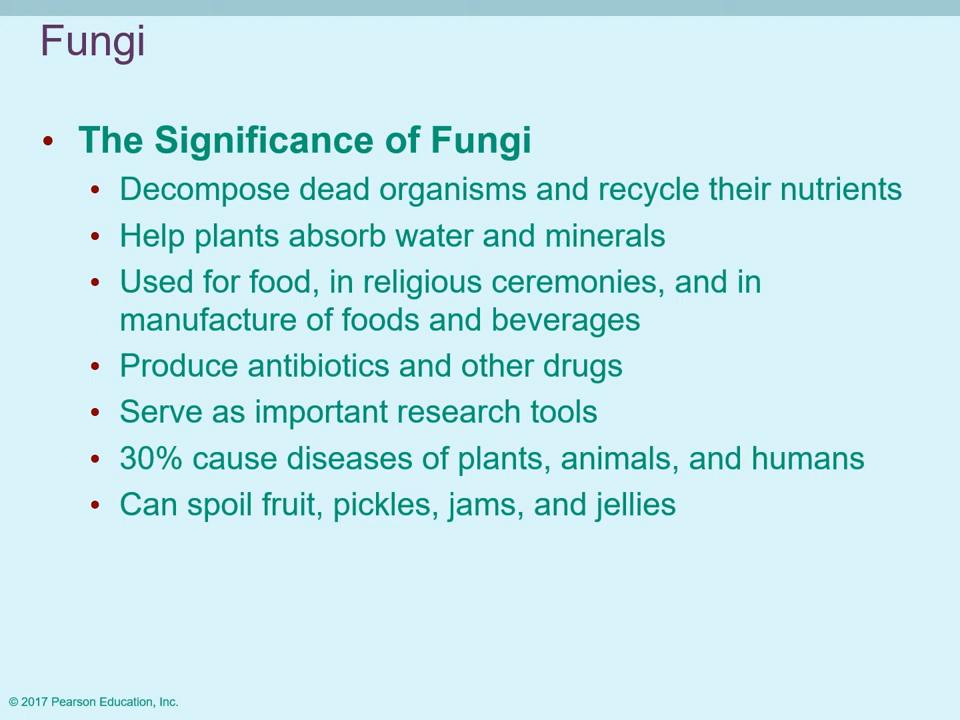 Fungi
• The Significance of Fungi
• Decompose dead organisms and recycle their nutrients
• Help plants absorb water and minerals
• Used for food, in religious ceremonies, and in
manufacture of foods and beverages
• Produce antibiotics and other drugs
• Serve as important research tools
• 30% cause diseases of plants, animals, and humans
• Can spoil fruit, pickles, jams, and jellies
© 2017 Pearson Education, Inc.